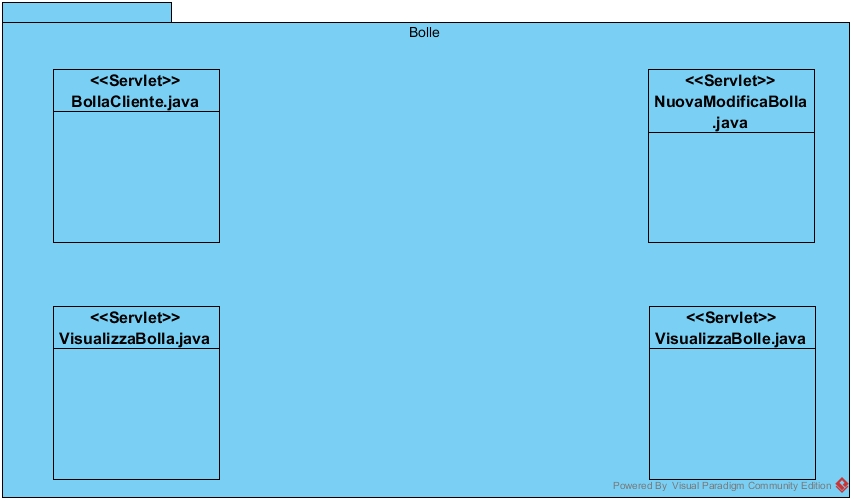 Bolle
<<Servlet>>
BollaCliente.java
<<Servlet>>
NuovaModificaBolla
.java
<<Servlet>>
VisualizzaBolla.java
<<Servlet>>
VisualizzaBolle.java
Powered By Visual Paradigm Community Edition